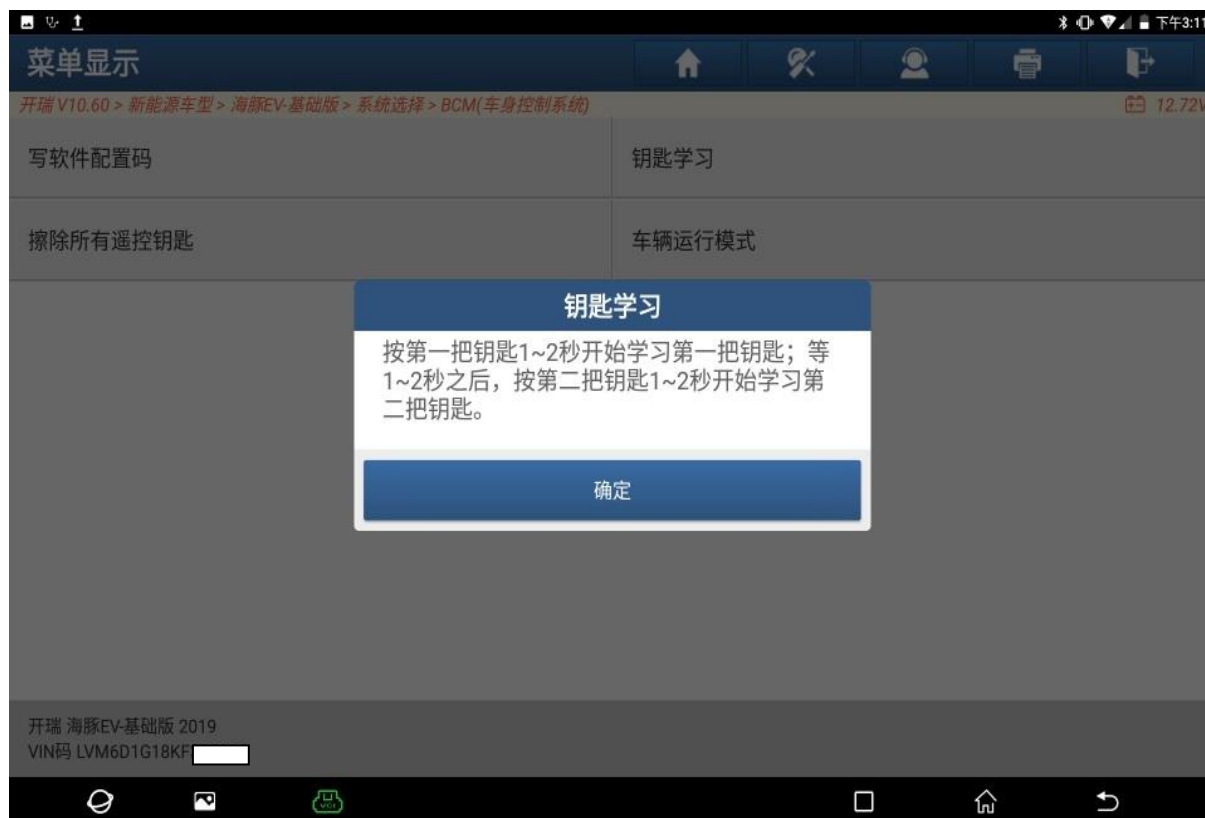 下午3:11
菜单显示
开瑞 V10.60 > 新能源车型 > 海豚EV-基础版 > 系统选择 > BCM(车身控制系统)
12.72V
写软件配置码
钥匙学习
擦除所有遥控钥匙
车辆运行模式
钥匙学习
按第一把钥匙1~2秒开始学习第一把钥匙；等
1~2秒之后，按第二把钥匙1~2秒开始学习第
二把钥匙。
确定
开瑞 海豚EV-基础版 2019
VIN码 LVM6D1G18KF
VCI